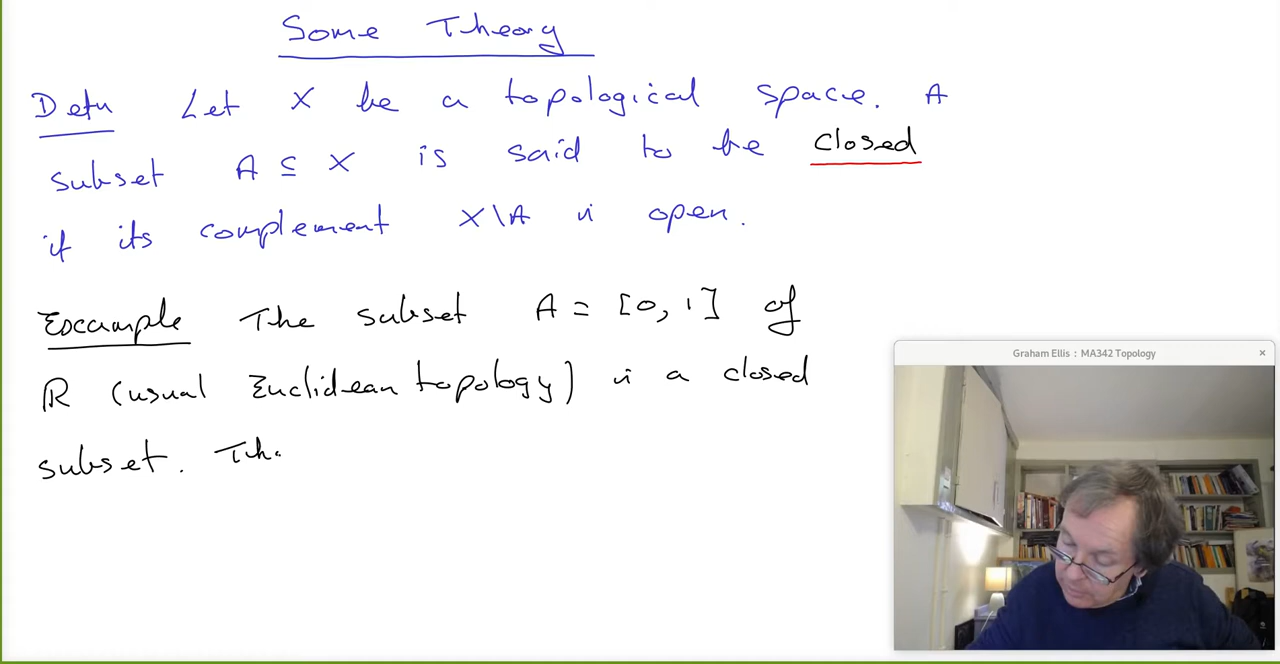 Some Theory
Defn Let X be a topological space. A
subset A ⊆ X is said to be closed
if its complement X\A is open.
Example The subset A = [0, 1] of
ℝ (usual Euclidean topology) is a closed
subset. The
Graham Ellis : MA342 Topology